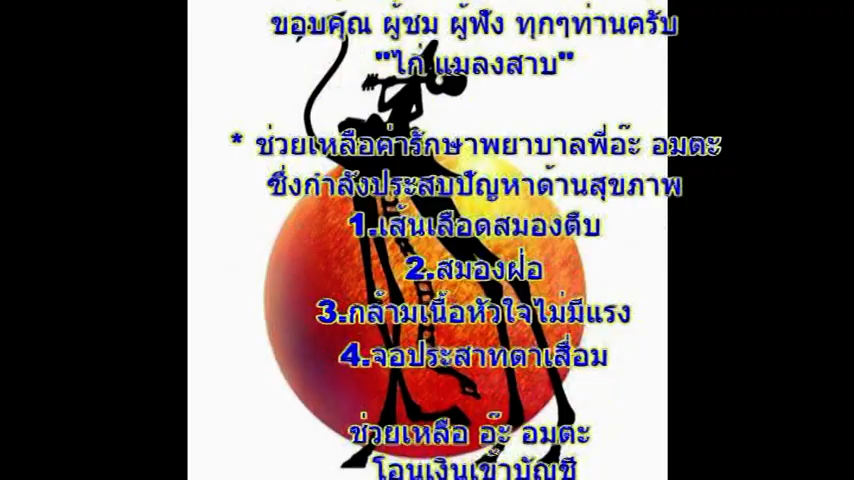 ขอบคุณ ผู้ชม ผู้ฟัง ทุกๆท่านครับ
"ไก่ แมลงสาบ"
* ช่วยเหลือค่ารักษาพยาบาลพี่อ๊ะ อมตะ
ซึ่งกำลังประสบปัญหาด้านสุขภาพ
1.เส้นเลือดสมองตีบ
2.สมองฝ่อ
3.กล้ามเนื้อหัวใจไม่มีแรง
4.จอประสาทตาเสื่อม
ช่วยเหลือ อ๊ะ อมตะ
โอนเงินเข้าบัญชี